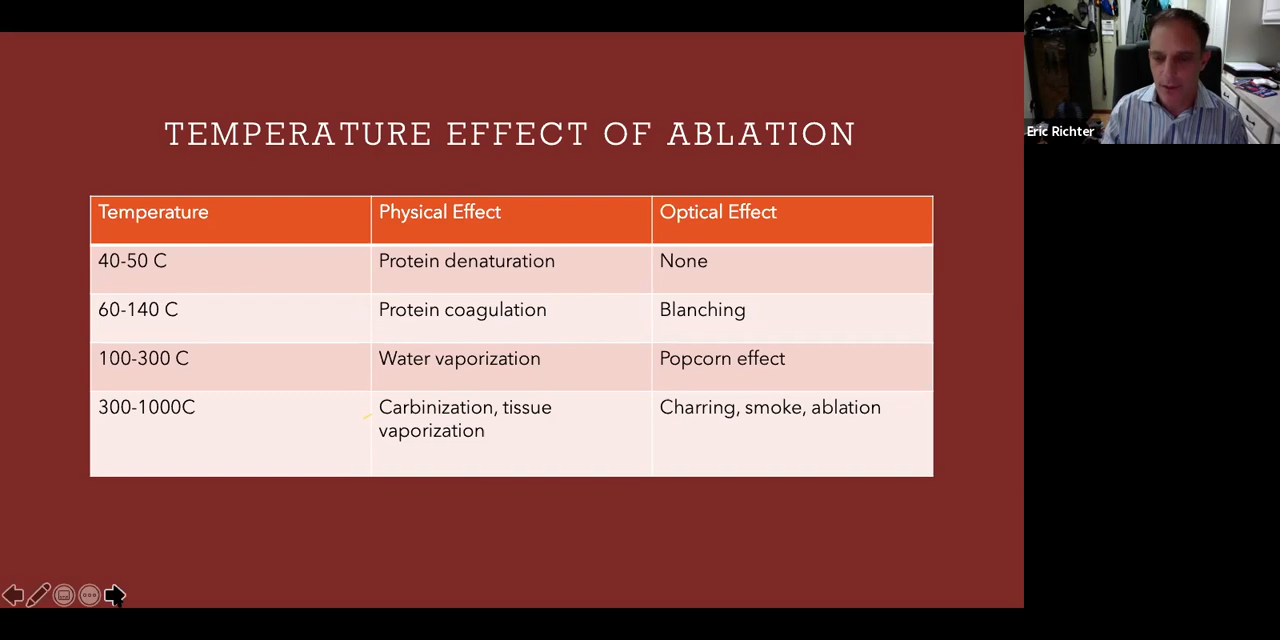 TEMPERATURE EFFECT OF ABLATION
Temperature Physical Effect Optical Effect
40-50 C Protein denaturation None
60-140 C Protein coagulation Blanching
100-300 C Water vaporization Popcorn effect
300-1000C Carbinization, tissue Charring, smoke, ablation
vaporization
Eric Richter